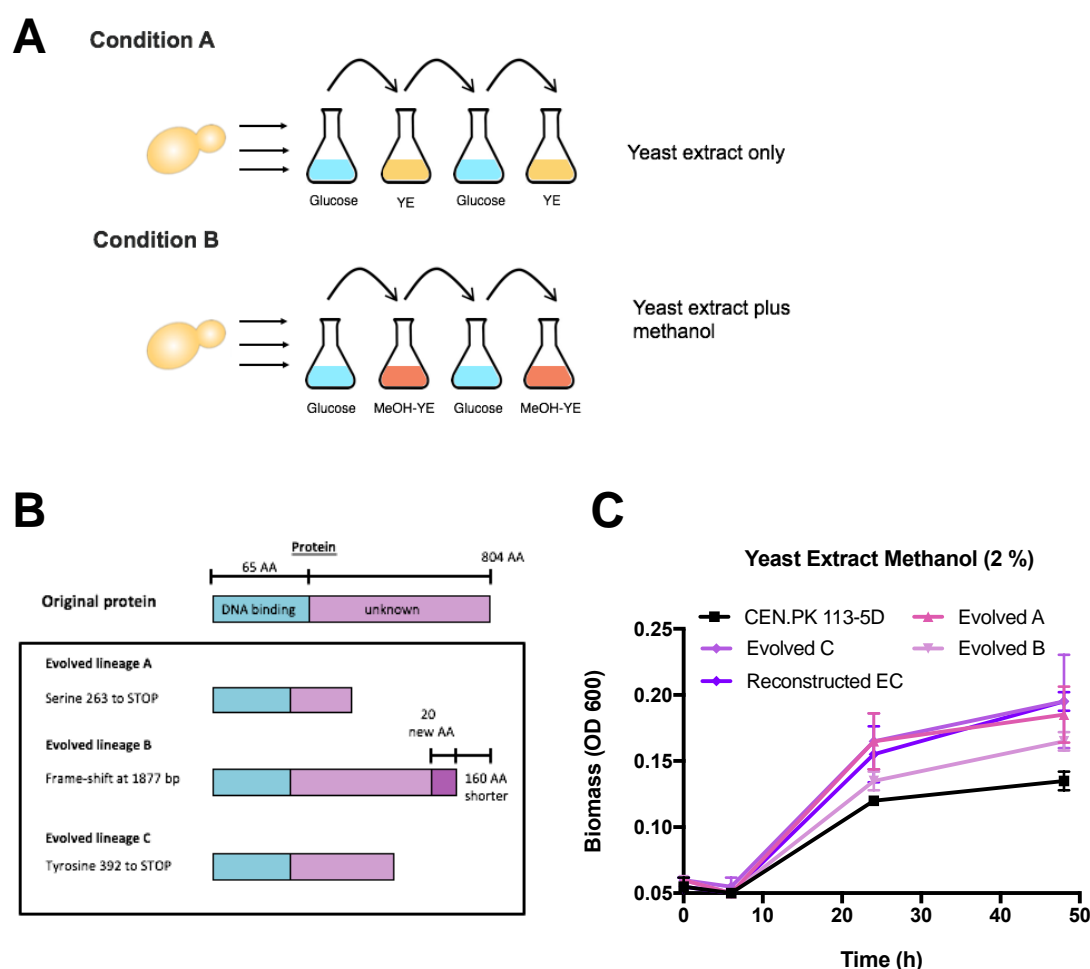 A
Condition A
Glucose
YE
Glucose
YE
Yeast extract only
Condition B
Glucose
MeOH-YE
Glucose
MeOH-YE
Yeast extract plus
methanol
B
Protein
65 AA
804 AA
Original protein
DNA binding
unknown
Evolved lineage A
Serine 263 to STOP
Evolved lineage B
20
new AA
Frame-shift at 1877 bp
160 AA
shorter
Evolved lineage C
Tyrosine 392 to STOP
C
Yeast Extract Methanol (2 %)
CEN.PK 113-5D
Evolved A
Evolved C
Evolved B
Reconstructed EC
Biomass (OD 600)
0.25
0.20
0.15
0.10
0.05
0
10
20
30
40
50
Time (h)